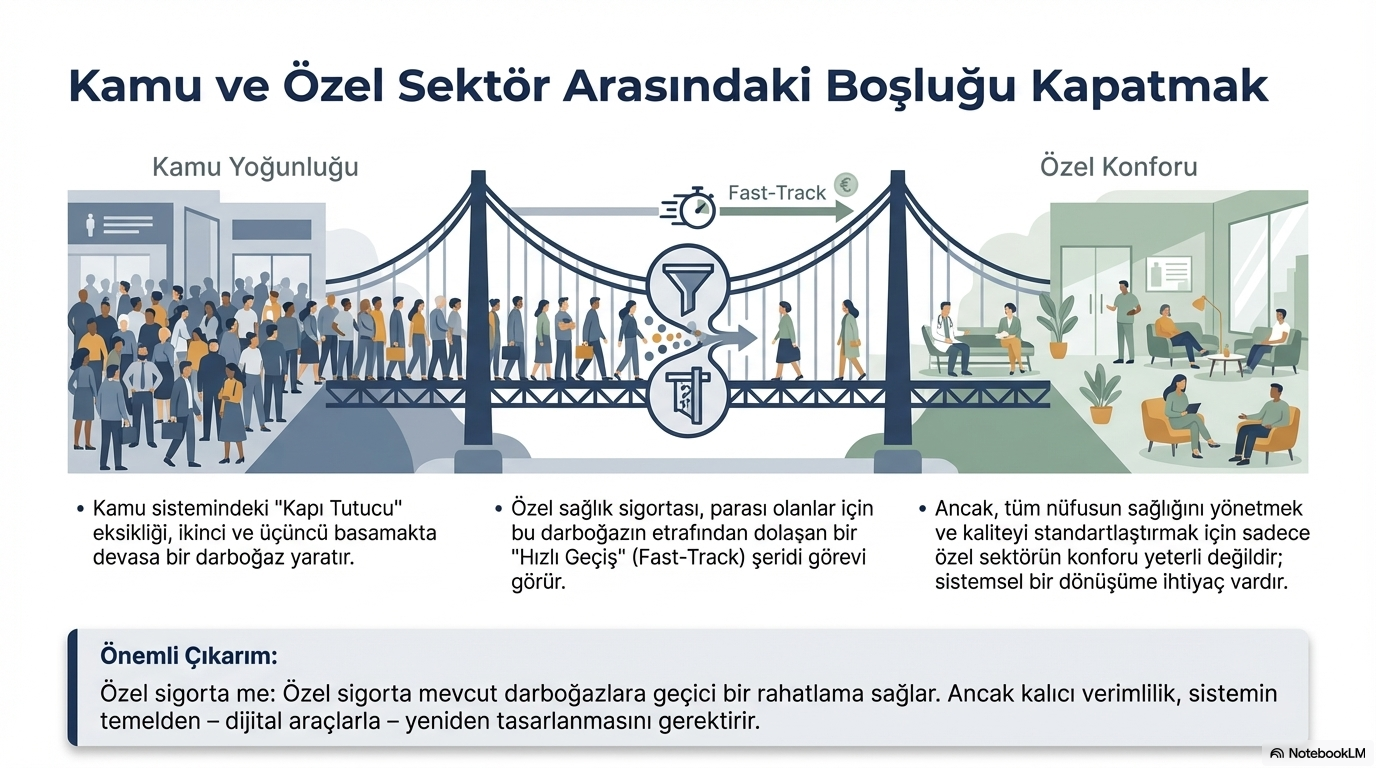 Kamu ve Özel Sektör Arasındaki Boşluğu Kapatmak
Kamu Yoğunluğu
Fast-Track
€
Özel Konforu
• Kamu sistemindeki "Kapı Tutucu"
eksikliği, ikinci ve üçüncü basamakta
devasa bir darboğaz yaratır.
• Özel sağlık sigortası, parası olanlar için
bu darboğazın etrafından dolaşan bir
"Hızlı Geçiş" (Fast-Track) şeridi görevi
görür.
• Ancak, tüm nüfusun sağlığını yönetmek
ve kaliteyi standartlaştırmak için sadece
özel sektörün konforu yeterli değildir;
sistemsel bir dönüşüme ihtiyaç vardır.
Önemli Çıkarım:
Özel sigorta me: Özel sigorta mevcut darboğazlara geçici bir rahatlama sağlar. Ancak kalıcı verimlilik, sistemin
temelden – dijital araçlarla – yeniden tasarlanmasını gerektirir.
NotebookLM